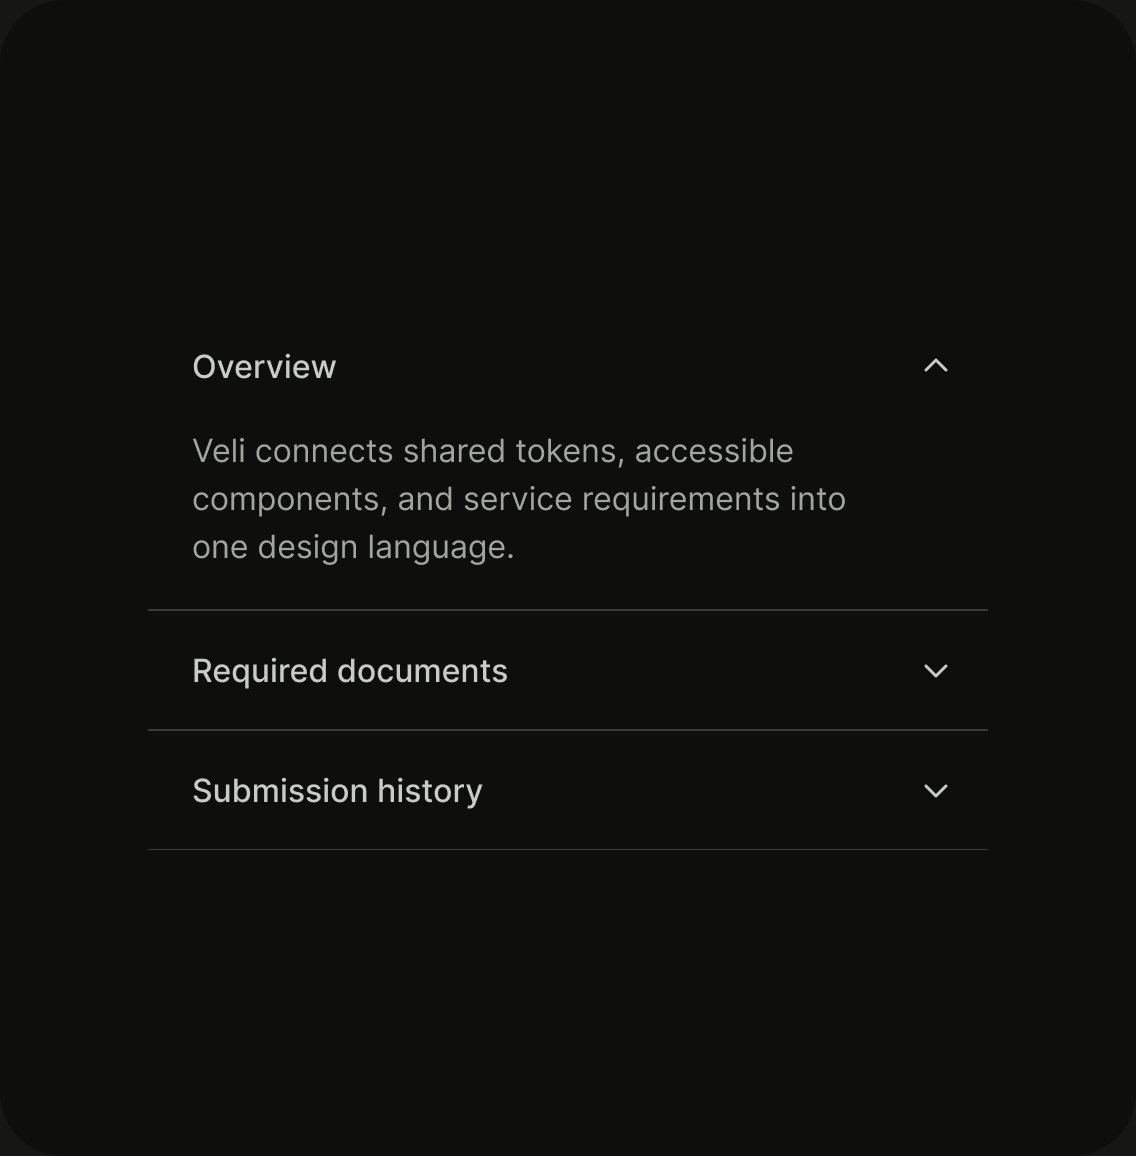 Overview
Veli connects shared tokens, accessible
components, and service requirements into
one design language.
Required documents
Submission history